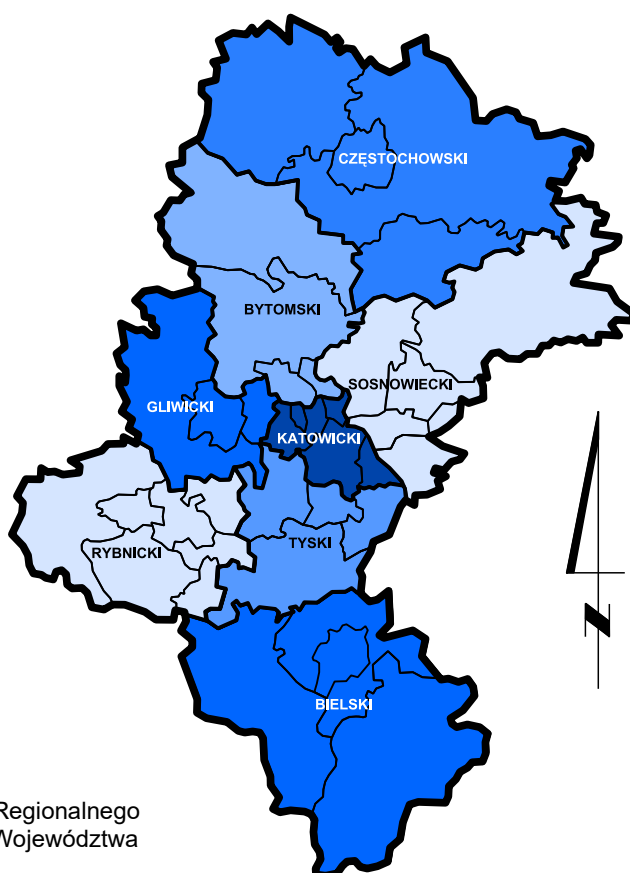 CZĘSTOCHOWSKI
BYTOMSKI
SOSNOWIECKI
GLIWICKI
KATOWICKI
RYBNICKI
TYSKI
N
BIELSKI
Regionalnego
Województwa